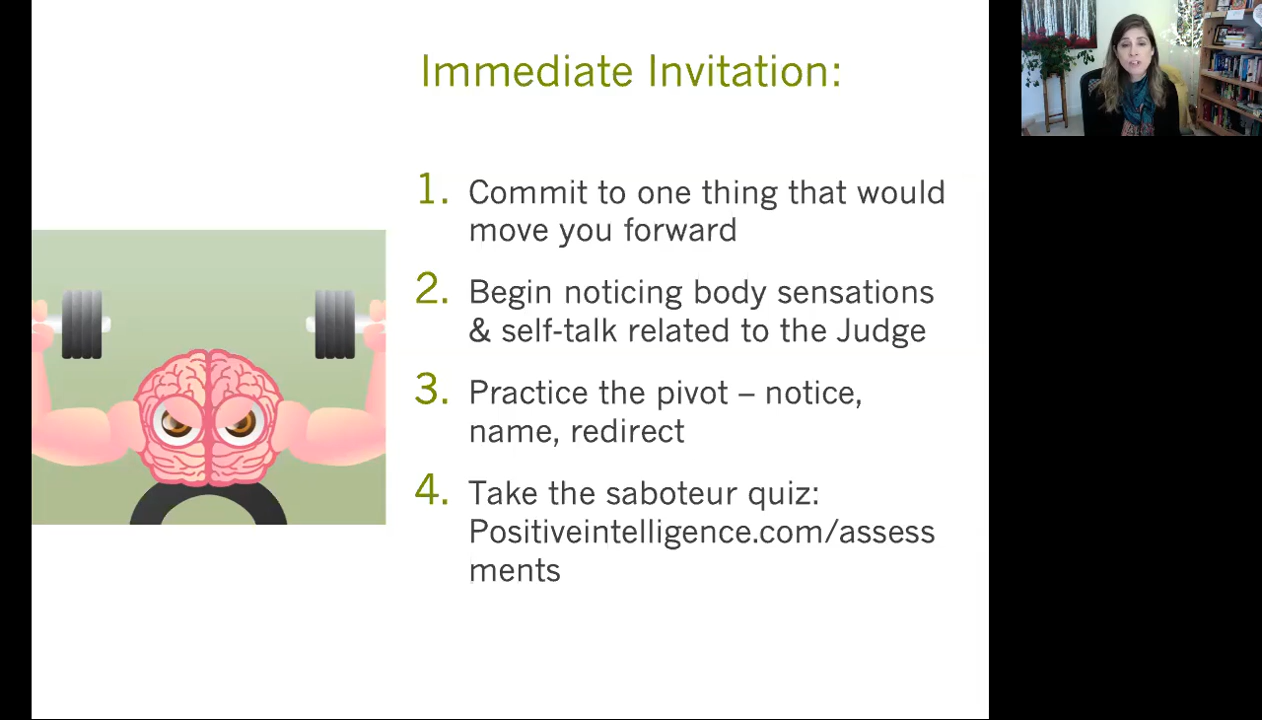 Immediate Invitation:
1. Commit to one thing that would
move you forward
2. Begin noticing body sensations
& self-talk related to the Judge
3. Practice the pivot – notice,
name, redirect
4. Take the saboteur quiz:
Positiveintelligence.com/assess
ments